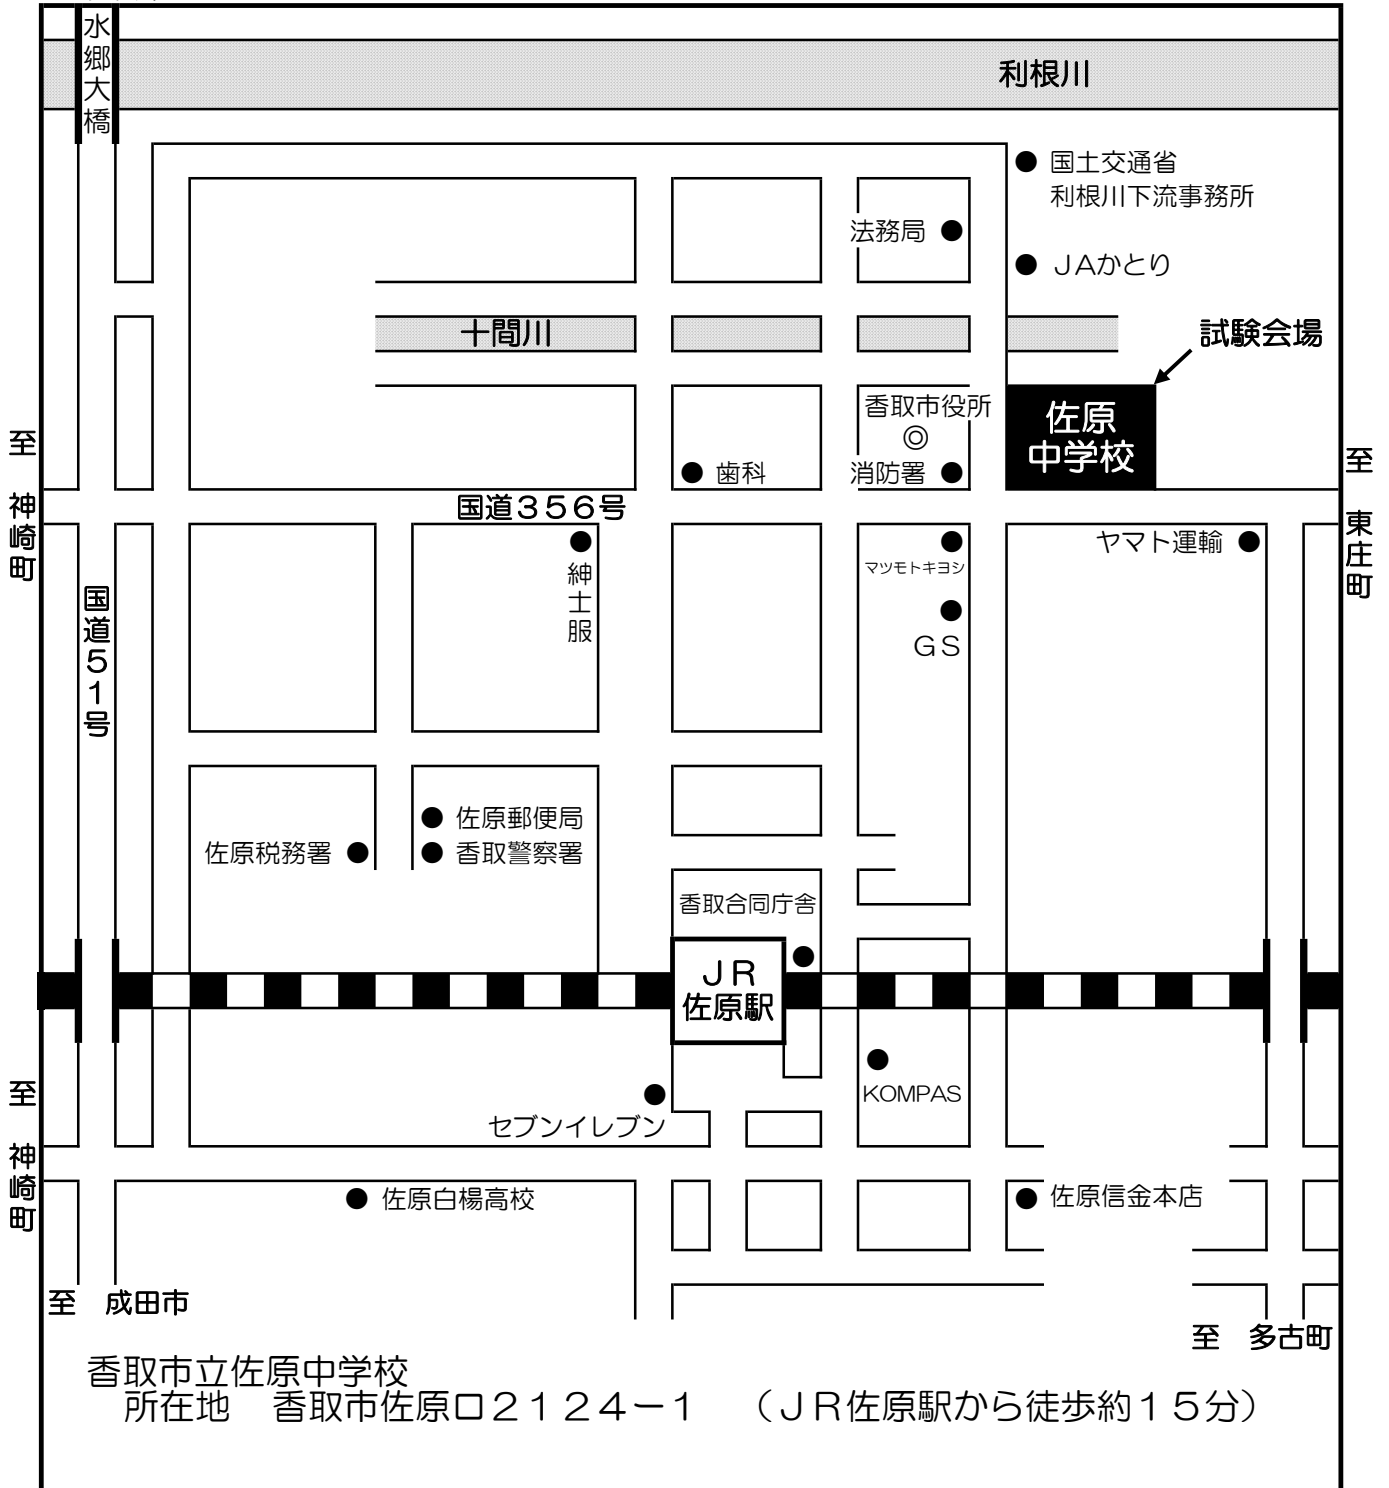 水郷大橋
利根川
国土交通省
利根川下流事務所
法務局
JAかとり
十間川
試験会場
香取市役所
佐原
中学校
歯科
消防署
至 神崎町
至 東庄町
国道356号
紳士服
マツモトキヨシ
ヤマト運輸
GS
国道51号
佐原郵便局
佐原税務署
香取警察署
香取合同庁舎
JR
佐原駅
KOMPAS
セブンイレブン
至 神崎町
佐原白楊高校
佐原信金本店
至 成田市
至 多古町
香取市立佐原中学校
所在地 香取市佐原ロ2124-1 (JR佐原駅から徒歩約15分)